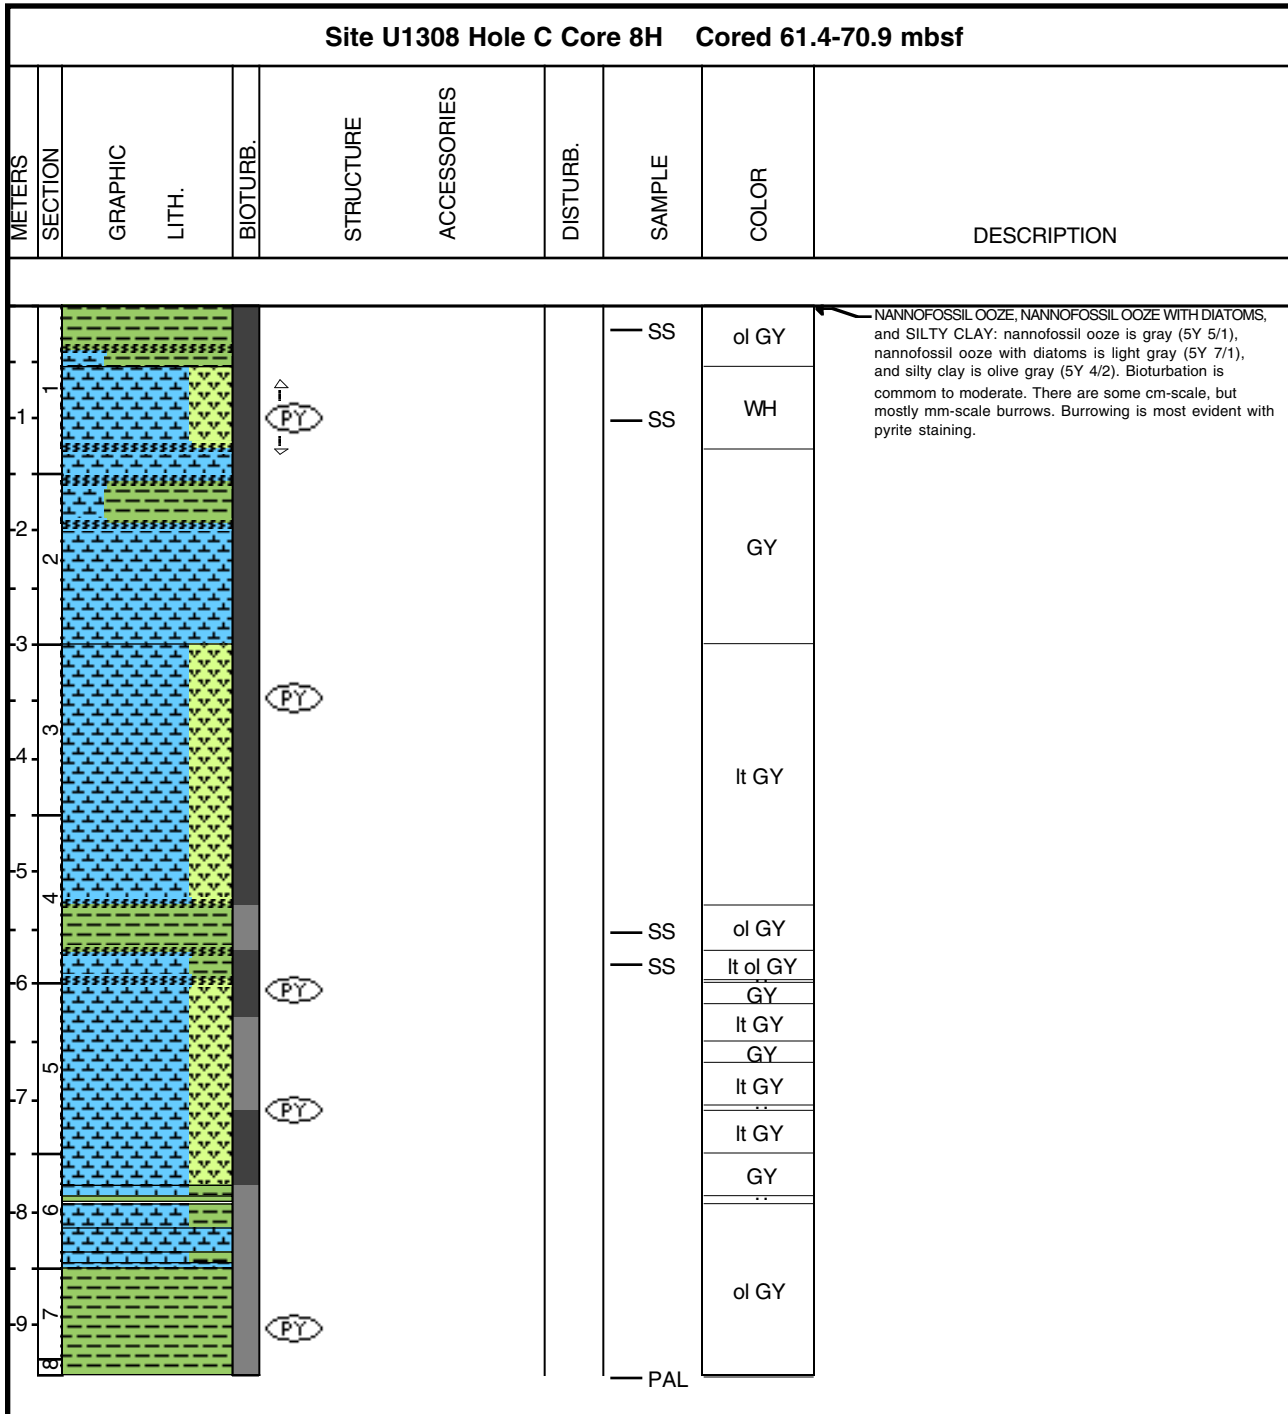 Site U1308 Hole C Core 8H Cored 61.4-70.9 mbsf
METERS
SECTION
GRAPHIC
LITH.
BIOTURB.
STRUCTURE
ACCESSORIES
DISTURB.
SAMPLE
COLOR
DESCRIPTION
NANNOFOSSIL OOZE, NANNOFOSSIL OOZE WITH DIATOMS,
and SILTY CLAY: nannofossil ooze is gray (5Y 5/1),
nannofossil ooze with diatoms is light gray (5Y 7/1),
and silty clay is olive gray (5Y 4/2). Bioturbation is
commom to moderate. There are some cm-scale, but
mostly mm-scale burrows. Burrowing is most evident with
pyrite staining.
SS
ol GY
1
1
PY
SS
WH
2
2
GY
3
PY
3
4
lt GY
5
4
SS
ol GY
SS
lt ol GY
6
PY
GY
lt GY
GY
5
7
PY
lt GY
lt GY
GY
8
6
ol GY
7
9
PY
8
PAL